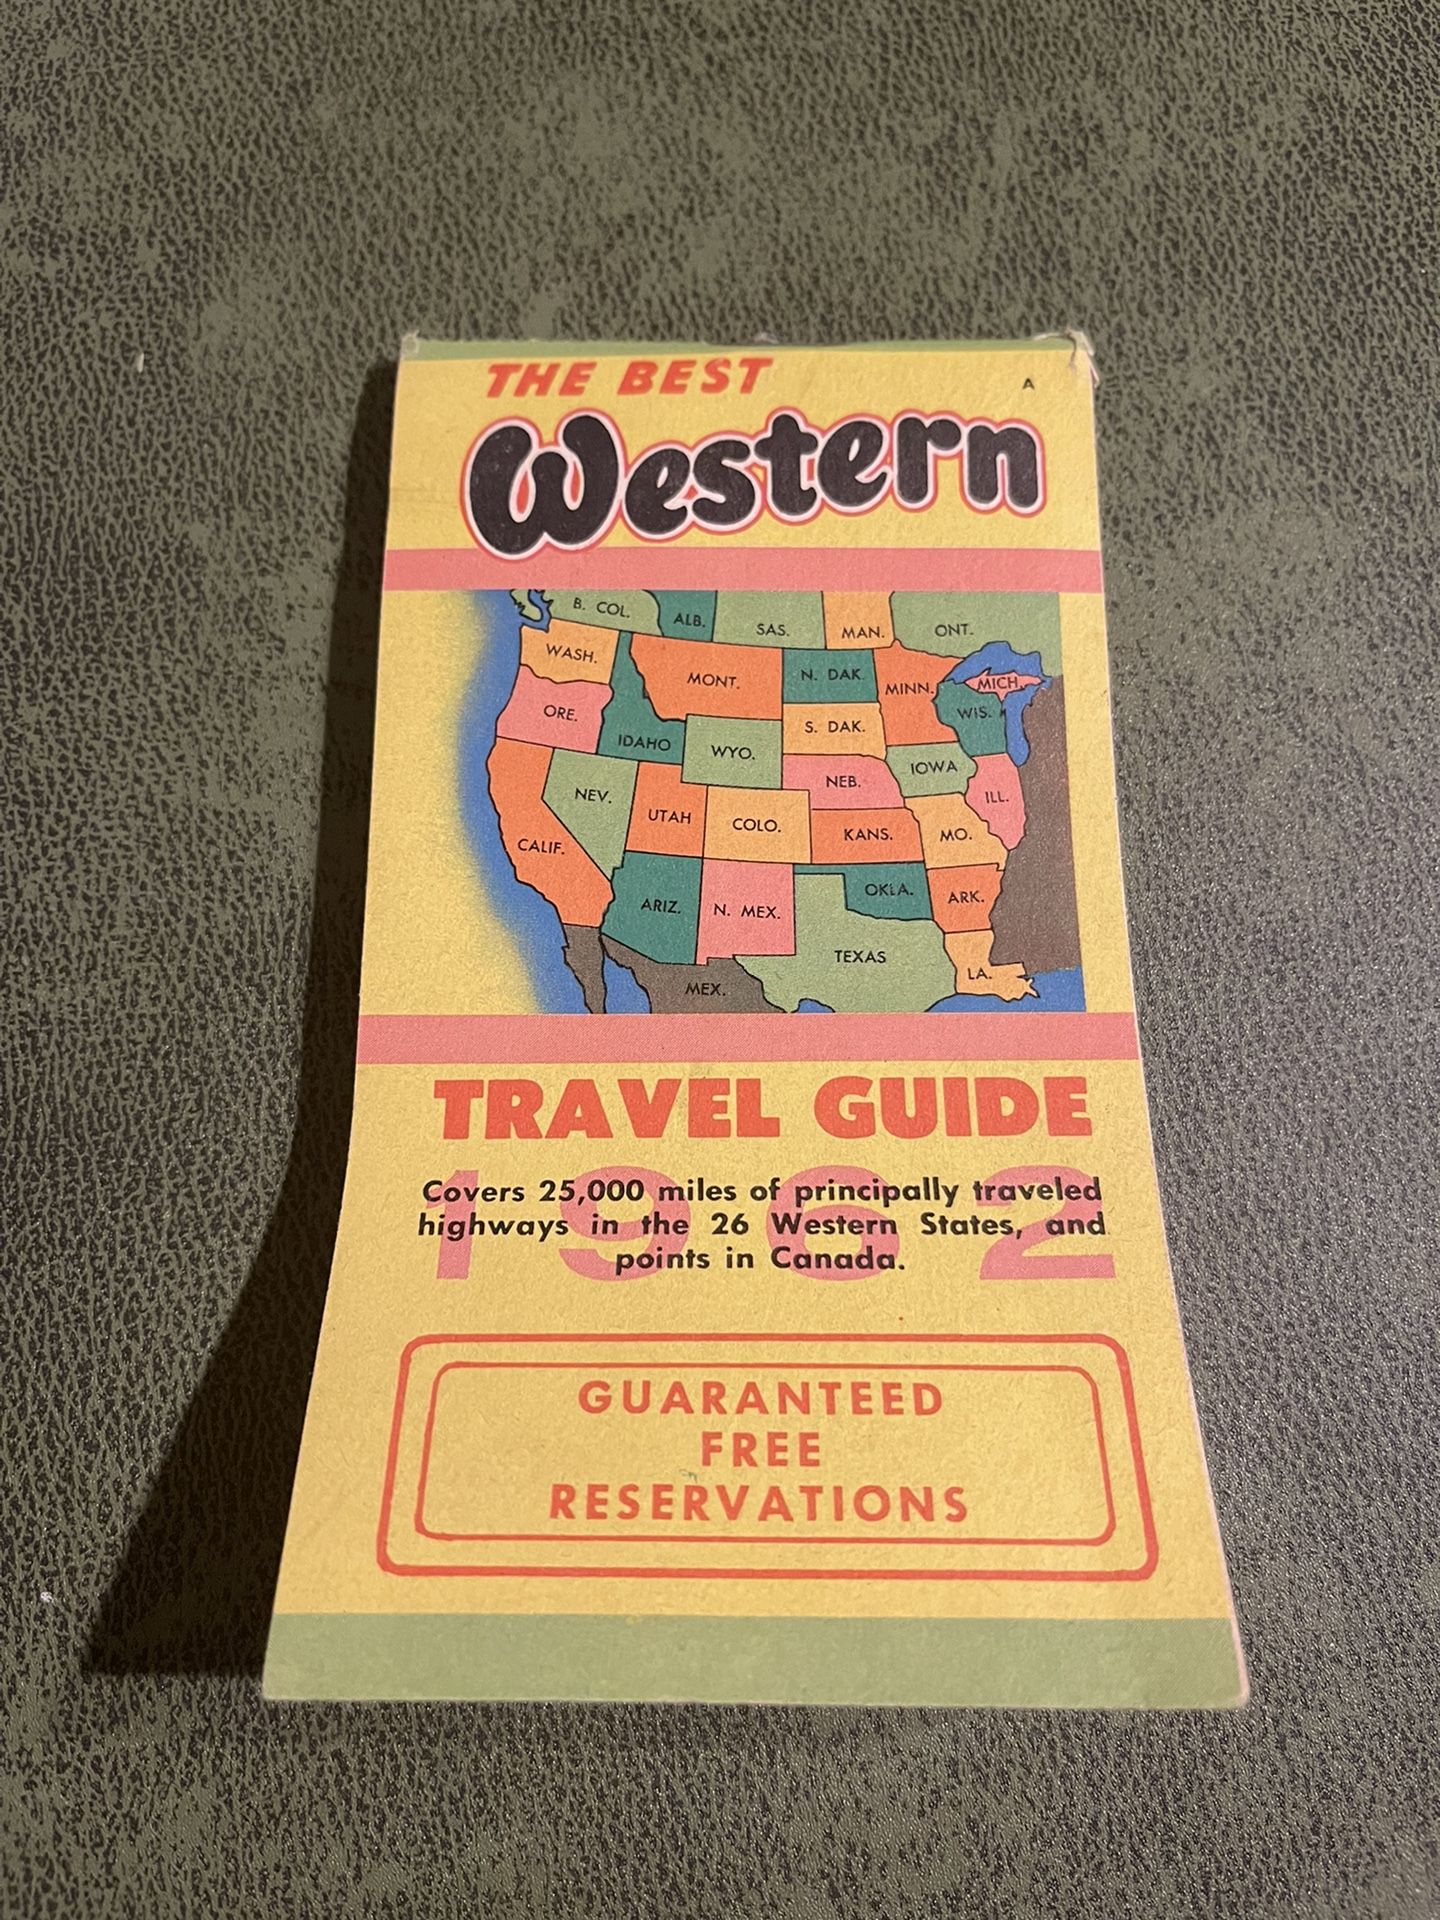 THE BEST
A
Western
B. COL.
ALB.
SAS.
MAN.
ONT.
WASH.
MONT.
N. DAK.
MINN.
MICH.
ORE.
IDAHO
WYO.
S. DAK.
WIS.
NEV.
UTAH
COLO.
NEB.
IOWA
ILL.
CALIF.
KANS.
MO.
ARIZ.
N. MEX.
OKLA.
ARK.
TEXAS
LA.
MEX.
TRAVEL GUIDE
1962
Covers 25,000 miles of principally traveled
highways in the 26 Western States, and
points in Canada.
GUARANTEED
FREE
RESERVATIONS